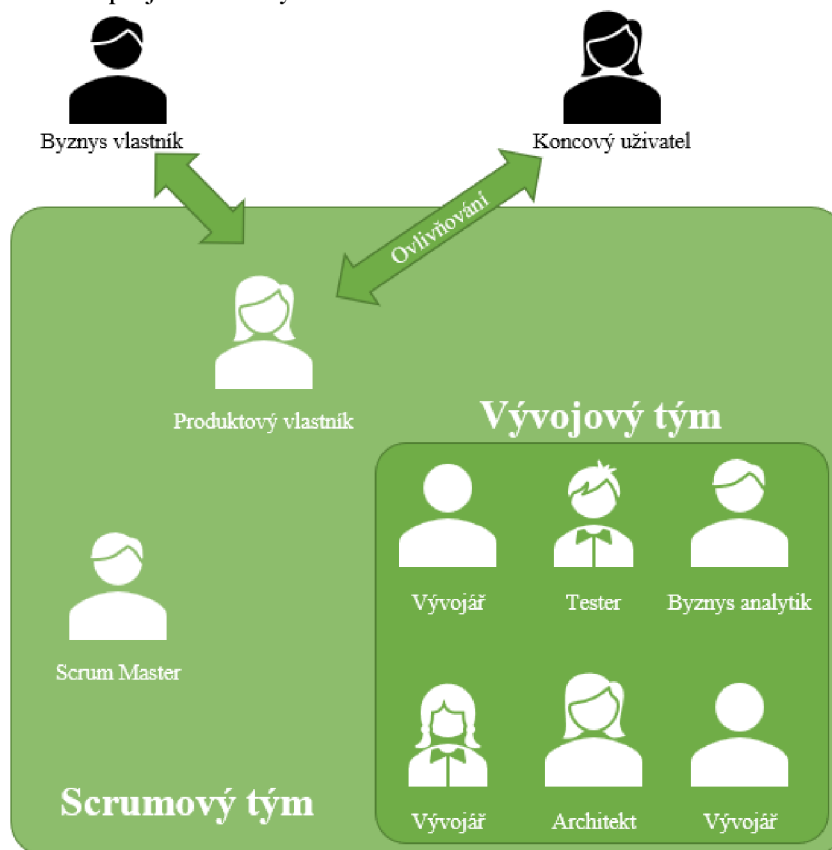 Byznys vlastník
Koncový uživatel
Ovlivňování
Produktový vlastník
Vývojový tým
Vývojář
Tester
Byznys analytik
Scrum Master
Vývojář
Architekt
Vývojář
Scrumový tým